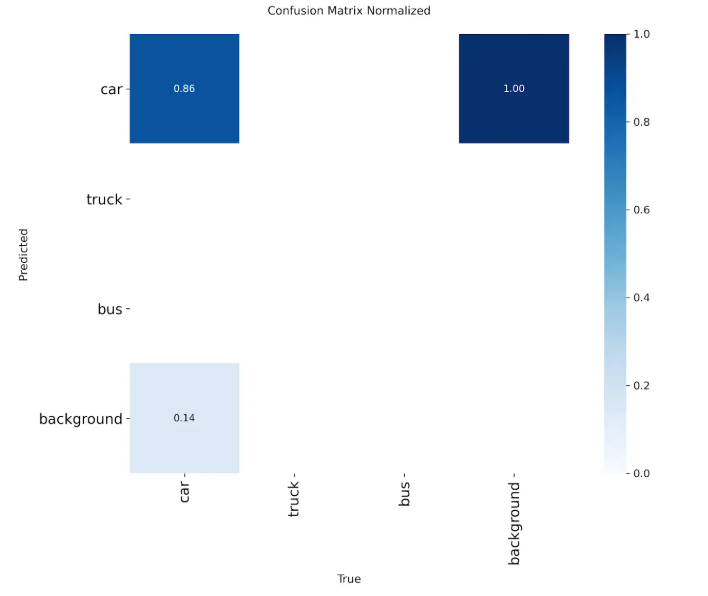 Confusion Matrix Normalized
1.0
car
0.86
1.00
0.8
truck
0.6
Predicted
bus
0.4
0.2
background
0.14
0.0
car
truck
bus
background
True